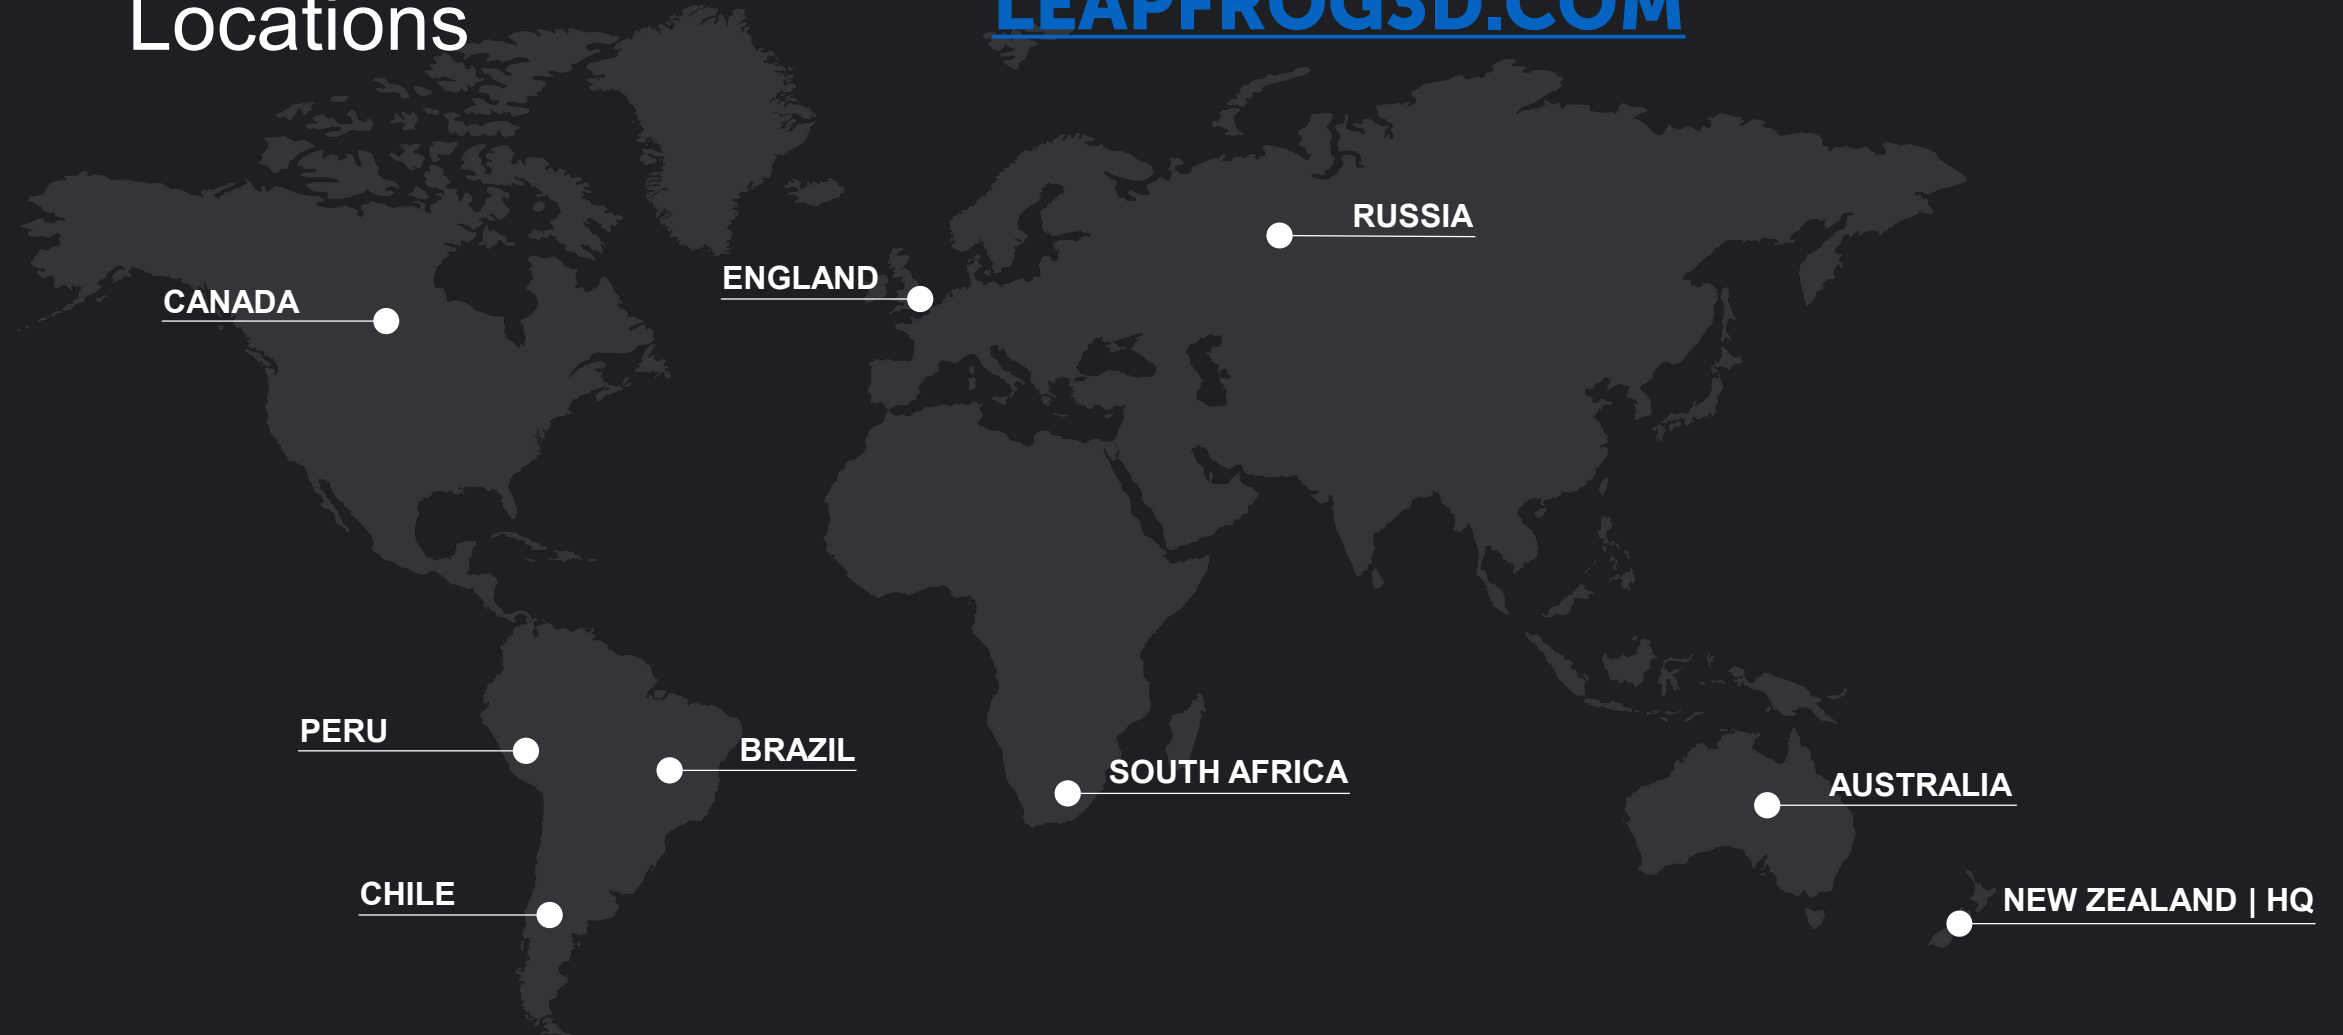 Locations
LEAPFROG3D.COM
RUSSIA
ENGLAND
CANADA
PERU
BRAZIL
SOUTH AFRICA
AUSTRALIA
CHILE
NEW ZEALAND | HQ